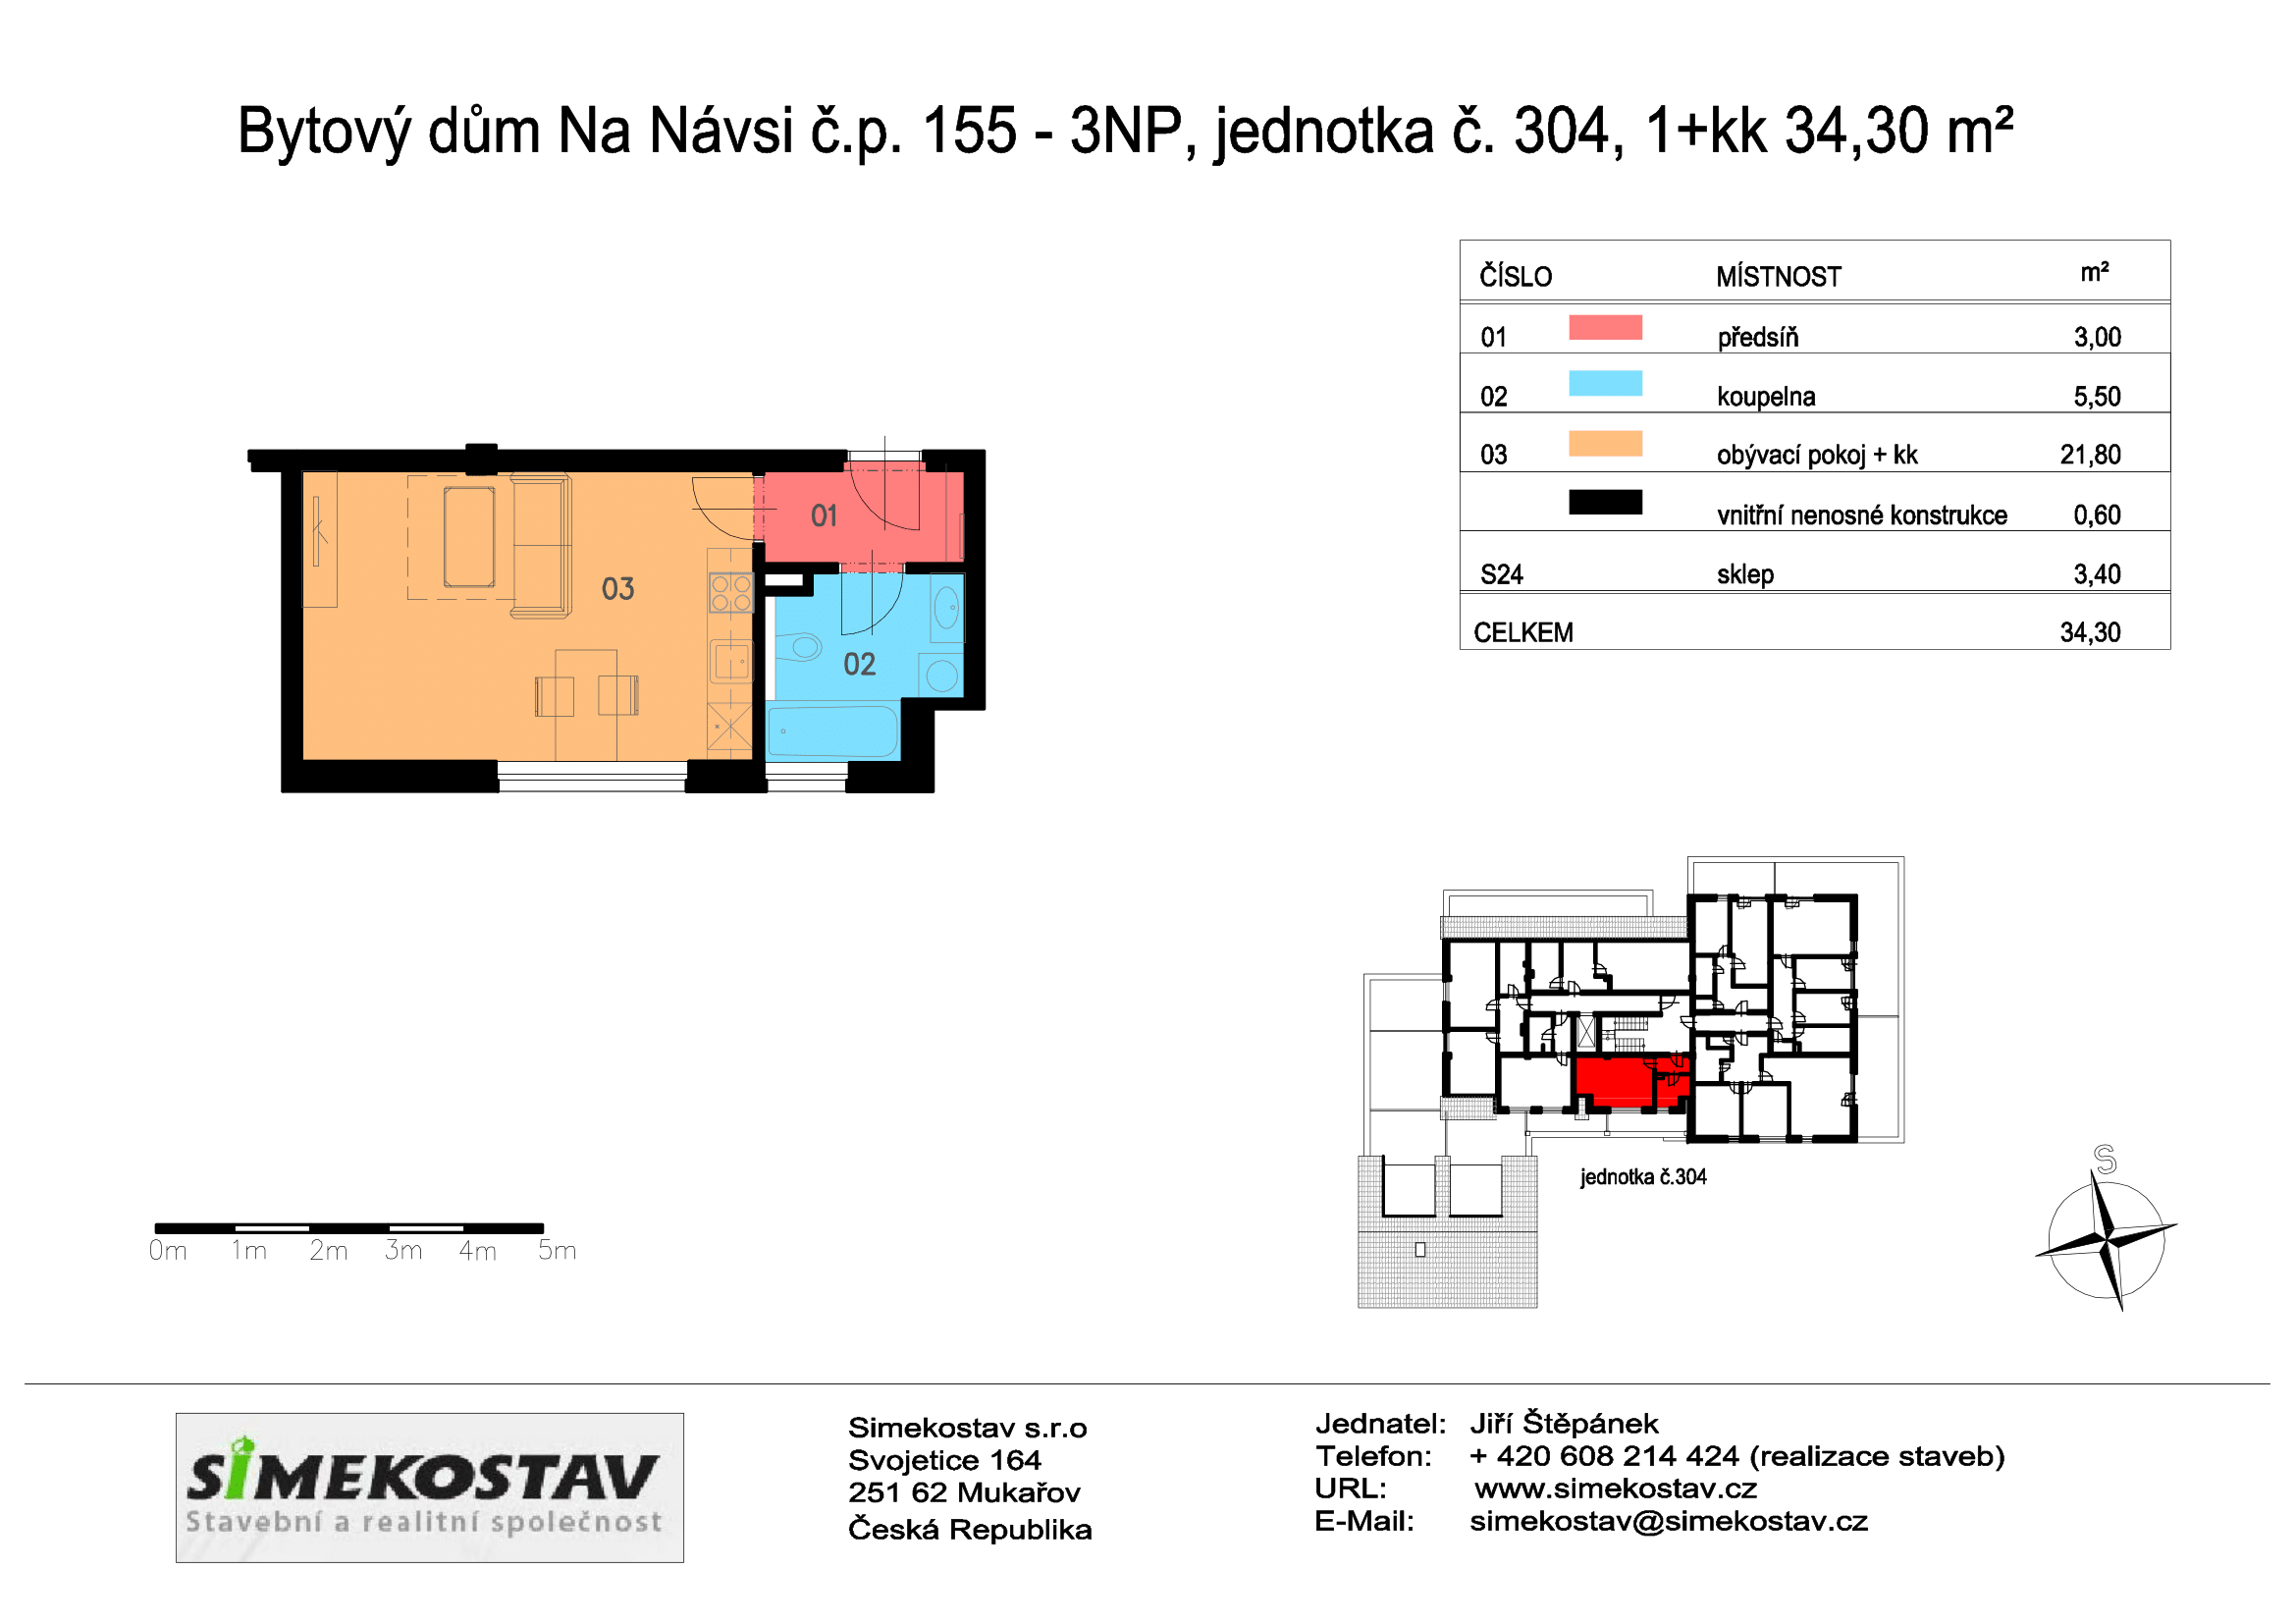 Bytový dům Na Návsi č.p. 155 - 3NP, jednotka č. 304, 1+kk 34,30 m²
ČÍSLO MÍSTNOST m²
01 předsíň 3,00
02 koupelna 5,50
03 obývací pokoj + kk 21,80
vnitřní nenosné konstrukce 0,60
S24 sklep 3,40
CELKEM 34,30
01
03
02
jednotka č.304
S
0m 1m 2m 3m 4m 5m
SIMEKOSTAV
Stavební a realitní společnost
Simekostav s.r.o
Svojetice 164
251 62 Mukařov
Česká Republika
Jednatel: Jiří Štěpánek
Telefon: + 420 608 214 424 (realizace staveb)
URL: www.simekostav.cz
E-Mail: simekostav@simekostav.cz